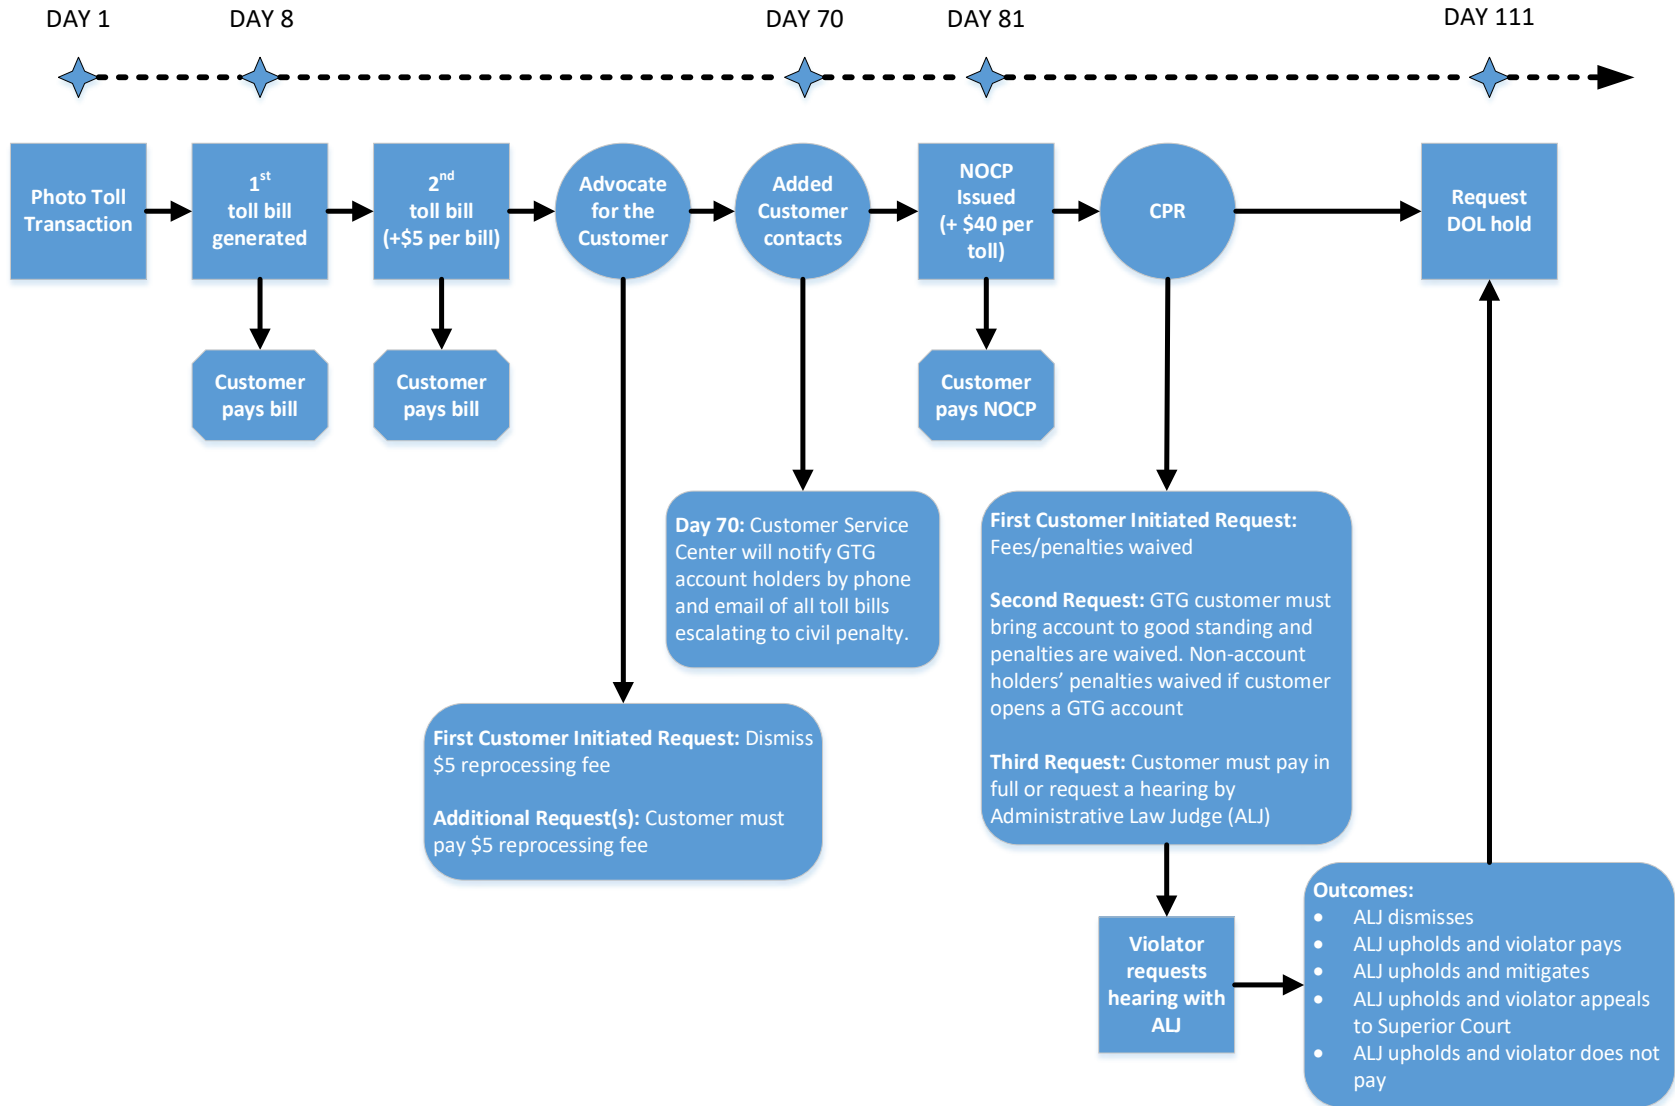 DAY 1
DAY 8
DAY 70
DAY 81
DAY 111
Photo Toll
Transaction
1st
toll bill
generated
2nd
toll bill
(+$5 per bill)
Advocate
for the
Customer
Added
Customer
contacts
NOCP
Issued
(+ $40 per
toll)
CPR
Request
DOL hold
Customer
pays bill
Customer
pays bill
Customer
pays NOCP
Day 70: Customer Service
Center will notify GTG
account holders by phone
and email of all toll bills
escalating to civil penalty.
First Customer Initiated Request:
Fees/penalties waived
Second Request: GTG customer must
bring account to good standing and
penalties are waived. Non-account
holders’ penalties waived if customer
opens a GTG account
Third Request: Customer must pay in
full or request a hearing by
Administrative Law Judge (ALJ)
First Customer Initiated Request: Dismiss
$5 reprocessing fee
Additional Request(s): Customer must
pay $5 reprocessing fee
Violator
requests
hearing with
ALJ
Outcomes:
• ALJ dismisses
• ALJ upholds and violator pays
• ALJ upholds and mitigates
• ALJ upholds and violator appeals
to Superior Court
• ALJ upholds and violator does not
pay